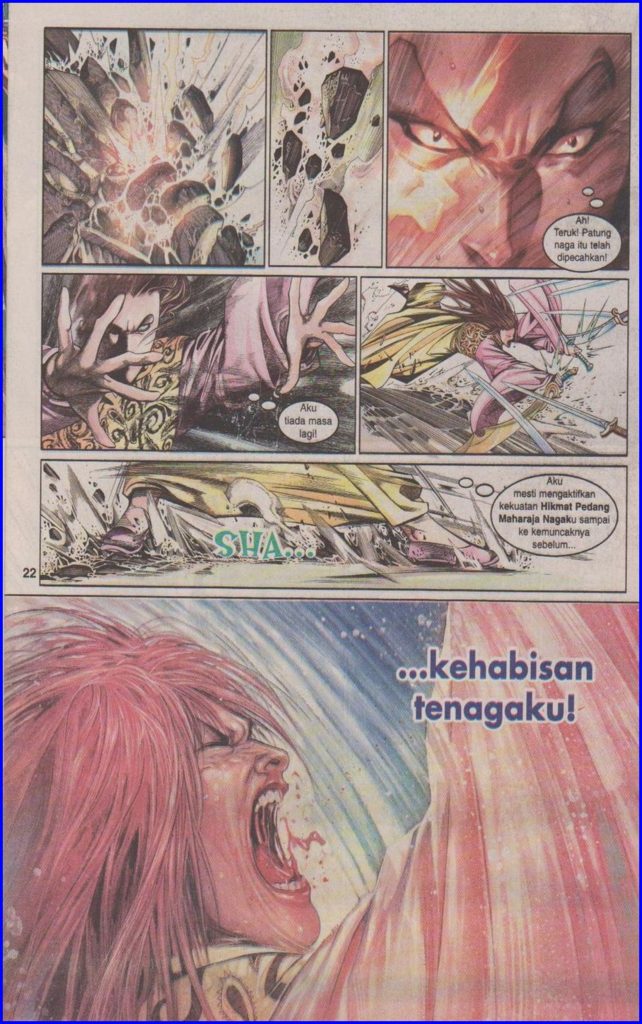 Ah!
Teruk! Patung
naga itu telah
dipecahkan!
Aku
tiada masa
lagi!
Aku
mesti mengaktifkan
kekuatan Hikmat Pedang
Maharaja Nagaku sampai
ke kemuncaknya
sebelum...
SHA...
22
...kehabisan
tenagaku!